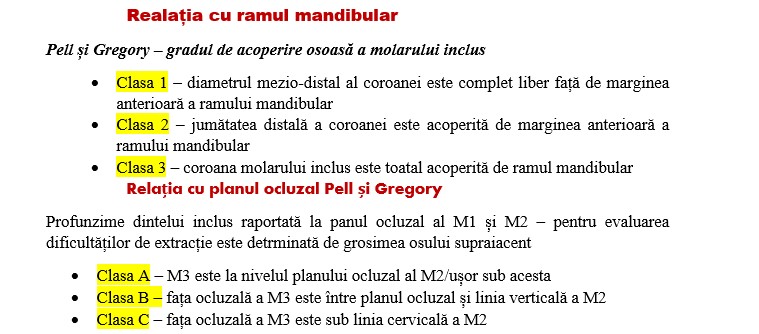 Realația cu ramul mandibular
Pell și Gregory – gradul de acoperire osoasă a molarului inclus
• Clasa 1 – diametrul mezio-distal al coroanei este complet liber față de marginea
anterioară a ramului mandibular
• Clasa 2 – jumătatea distală a coroanei este acoperită de marginea anterioară a
ramului mandibular
• Clasa 3 – coroana molarului inclus este toatal acoperită de ramul mandibular
Relația cu planul ocluzal Pell și Gregory
Profunzime dintelui inclus raportată la panul ocluzal al M1 și M2 – pentru evaluarea
dificultăților de extracție este detrminată de grosimea osului supraiacent
• Clasa A – M3 este la nivelul planului ocluzal al M2/ușor sub acesta
• Clasa B – fața ocluzală a M3 este între planul ocluzal și linia verticală a M2
• Clasa C – fața ocluzală a M3 este sub linia cervicală a M2